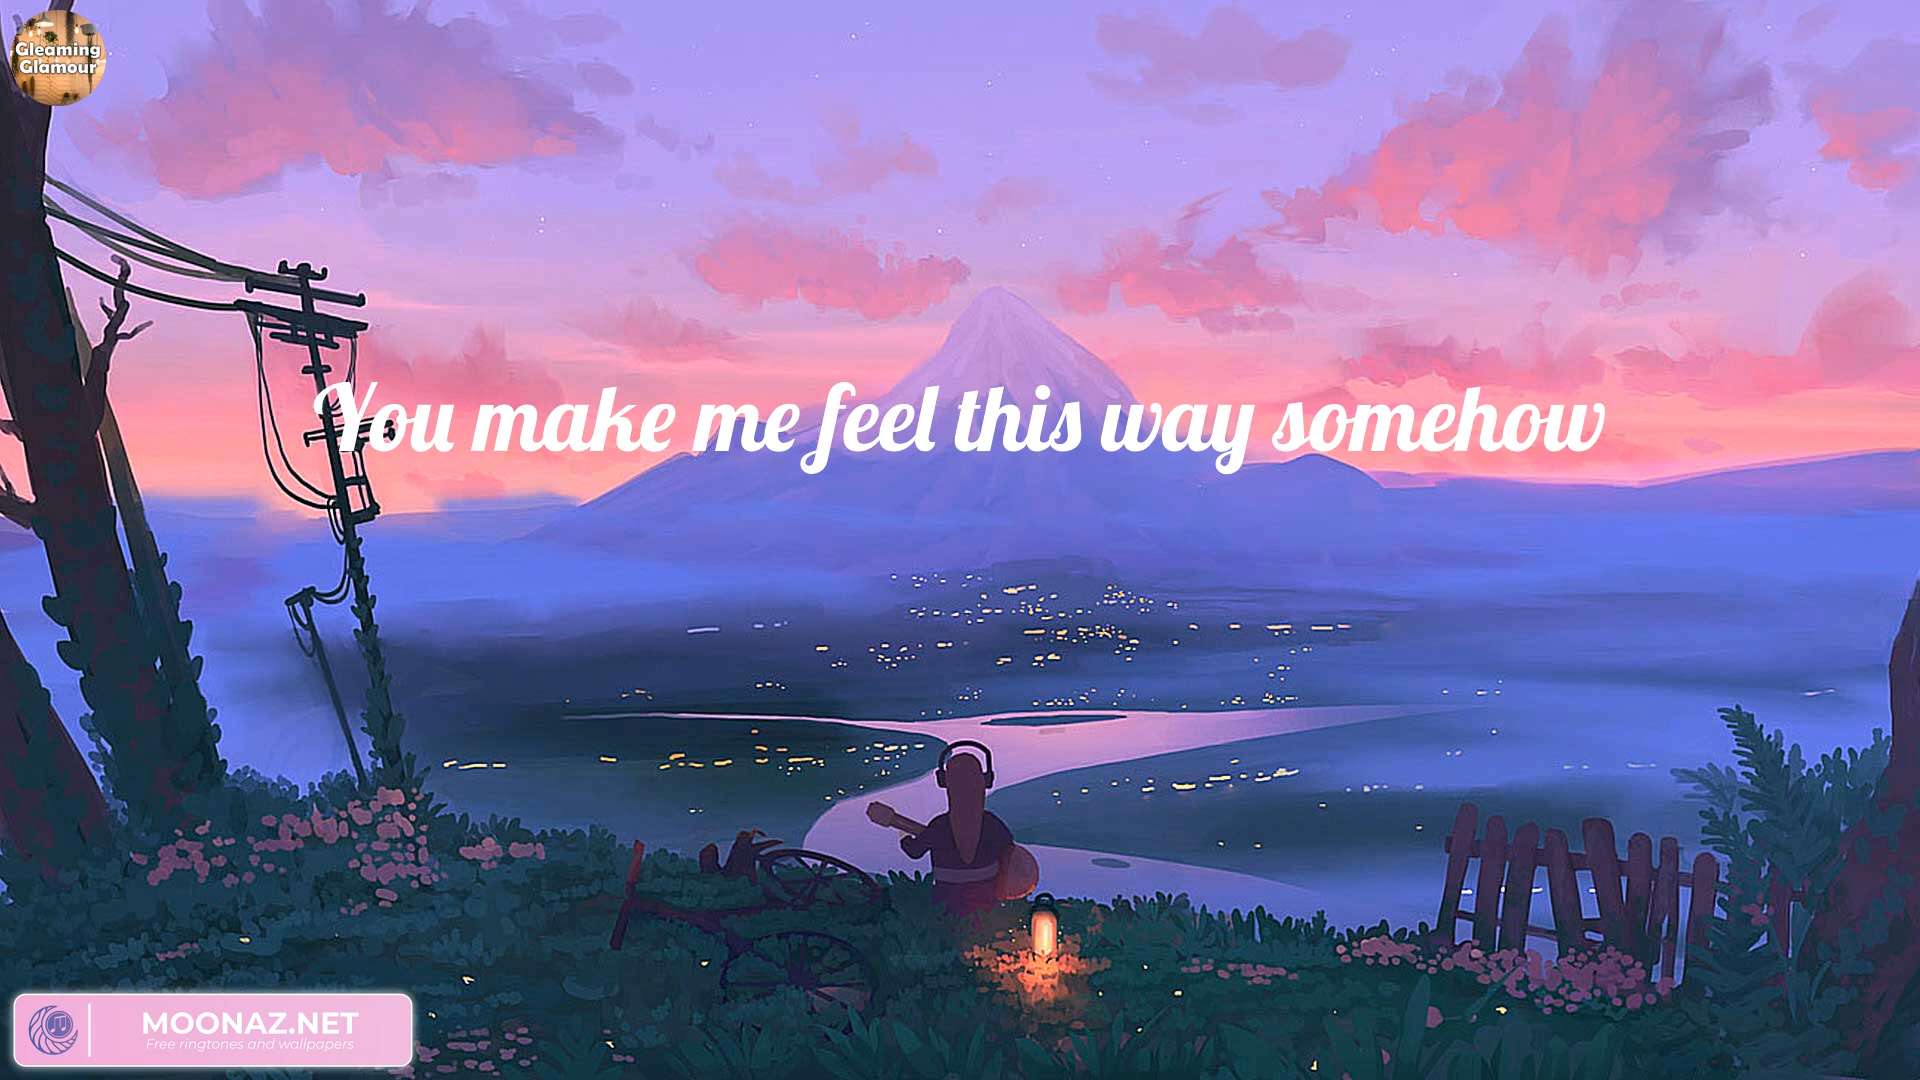 Gleaming
Glamour
You make me feel this way somehow
MOONAZ.NET
Free ringtones and wallpapers